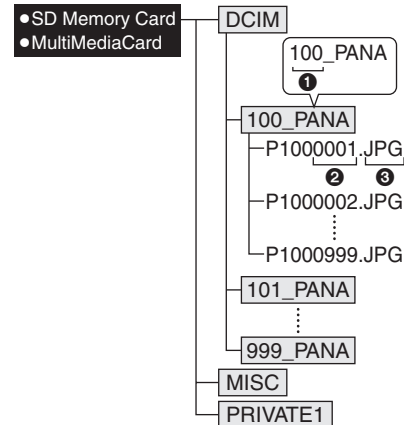 ●SD Memory Card
●MultiMediaCard
DCIM
100_PANA
❶
100_PANA
P1000001.JPG
❷ ❸
P1000002.JPG
P1000999.JPG
101_PANA
999_PANA
MISC
PRIVATE1